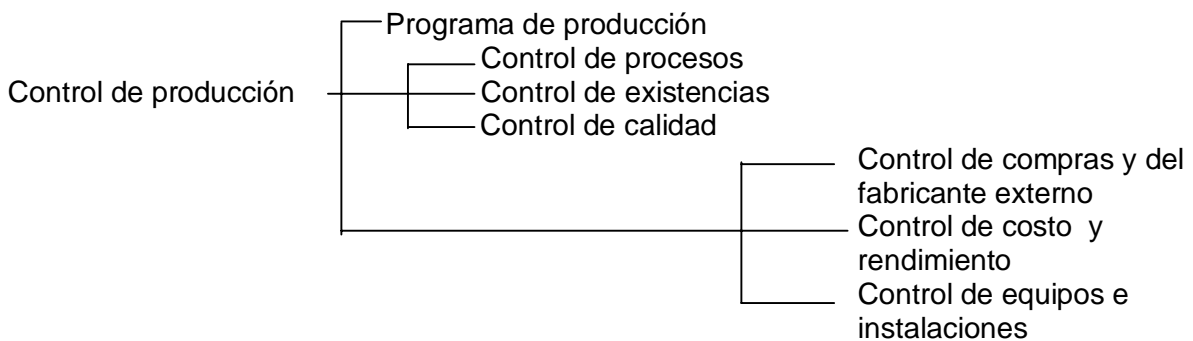 Programa de producción
Control de procesos
Control de producción
Control de existencias
Control de calidad
Control de compras y del
fabricante externo
Control de costo y
rendimiento
Control de equipos e
instalaciones